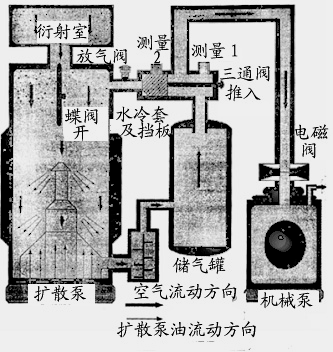 衍射室
放气阀
测量
2
测量1
三通阀
推入
蝶阀
开
水冷套
及挡板
电磁
阀
储气罐
扩散泵
空气流动方向
机械泵
扩散泵油流动方向